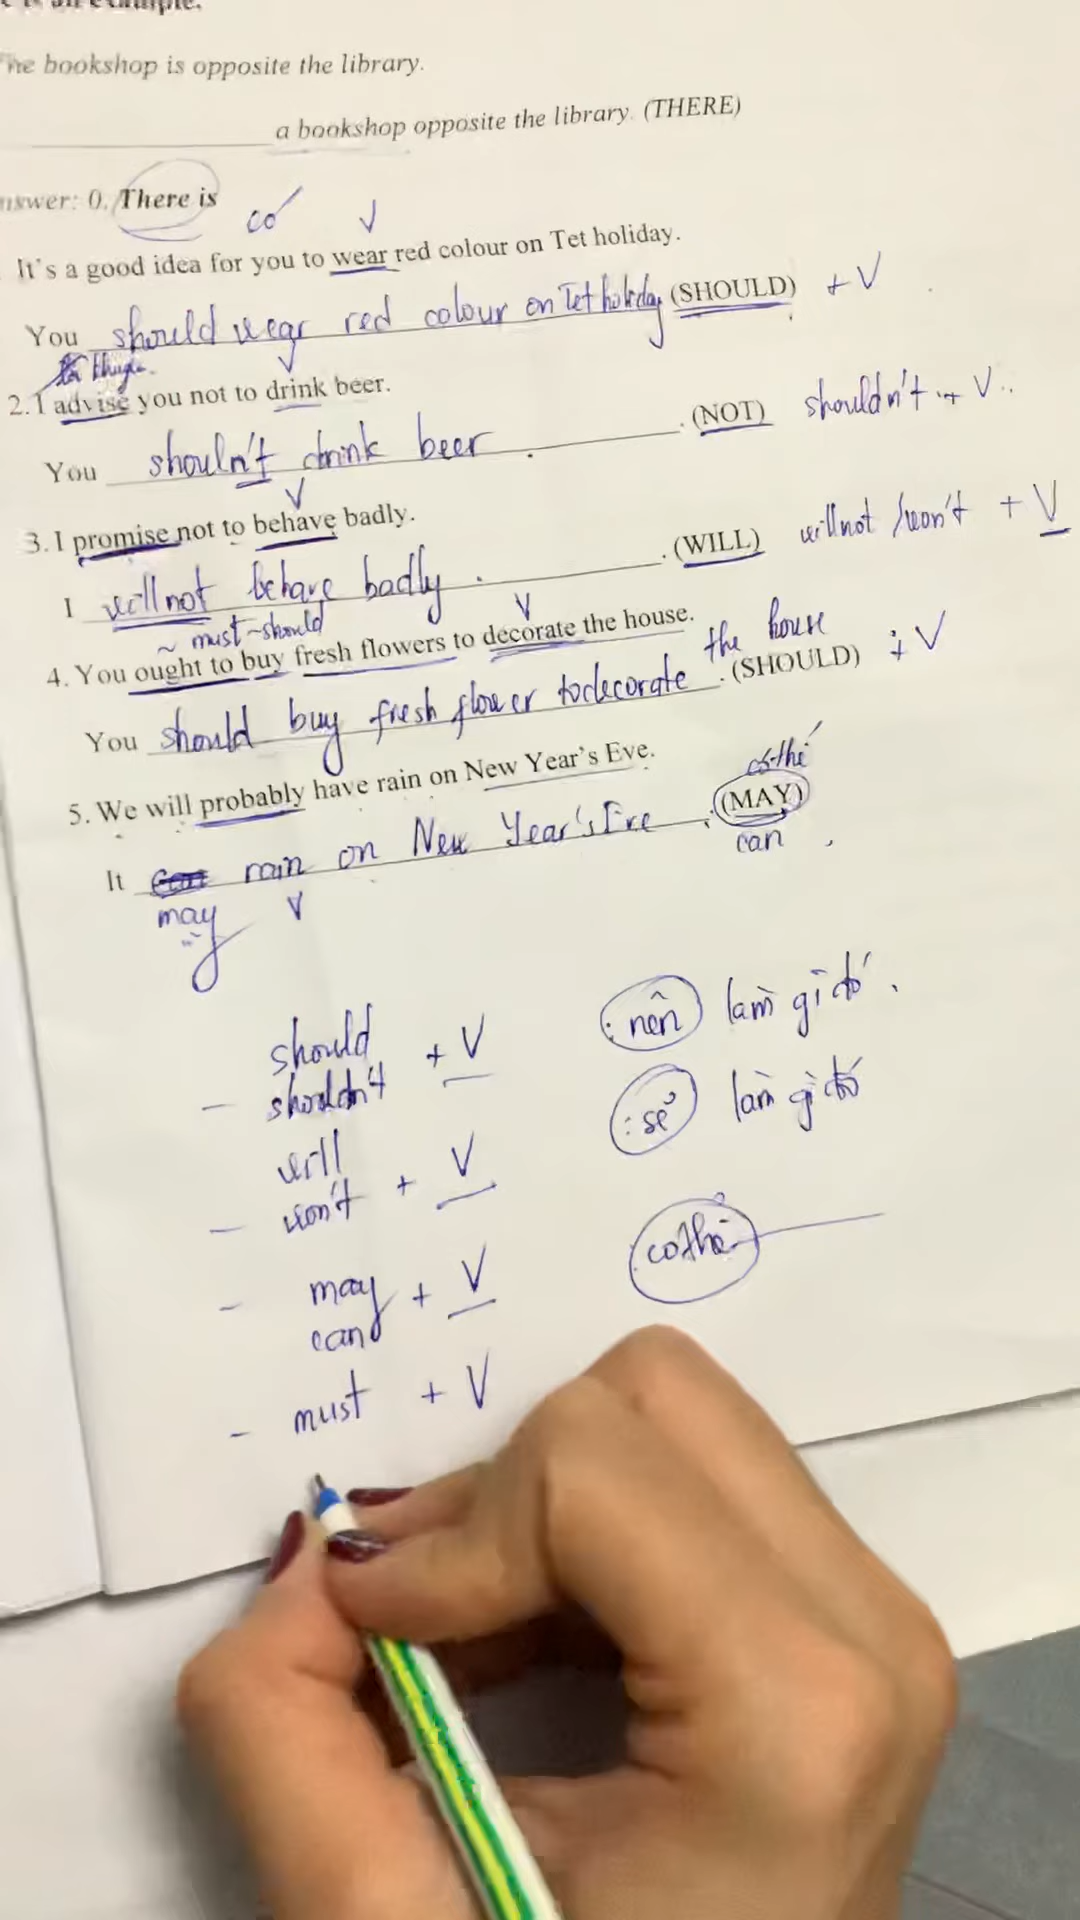 is an example.
The bookshop is opposite the library.
____________ a bookshop opposite the library. (THERE)
nswer: 0. There is
có V
It's a good idea for you to wear red colour on Tet holiday.
You should wear red colour on Tet holiday (SHOULD) + V
V
2. I advise you not to drink beer.
You shouln't drink beer . (NOT) shouldn't + V..
V
3. I promise not to behave badly.
I will not behave badly . (WILL) will not /won't + V
~ must ~should V
4. You ought to buy fresh flowers to decorate the house.
the house
You should buy fresh flower to decorate . (SHOULD) + V
5. We will probably have rain on New Year's Eve.
có thể
It rain on New Year's Eve . (MAY)
can
may V
should
shouldn't + V : nên làm gì đó .
will
- won't + V : sẽ làm gì đó
- may
can + V có thể
- must + V